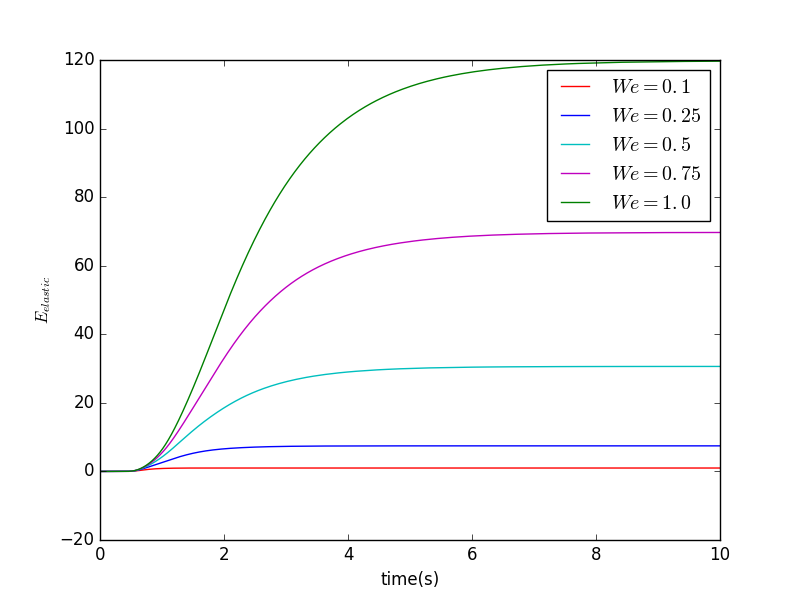 120
100
80
60
40
20
0
−20
0 2 4 6 8 10
time(s)
E_elastic
We = 0.1
We = 0.25
We = 0.5
We = 0.75
We = 1.0